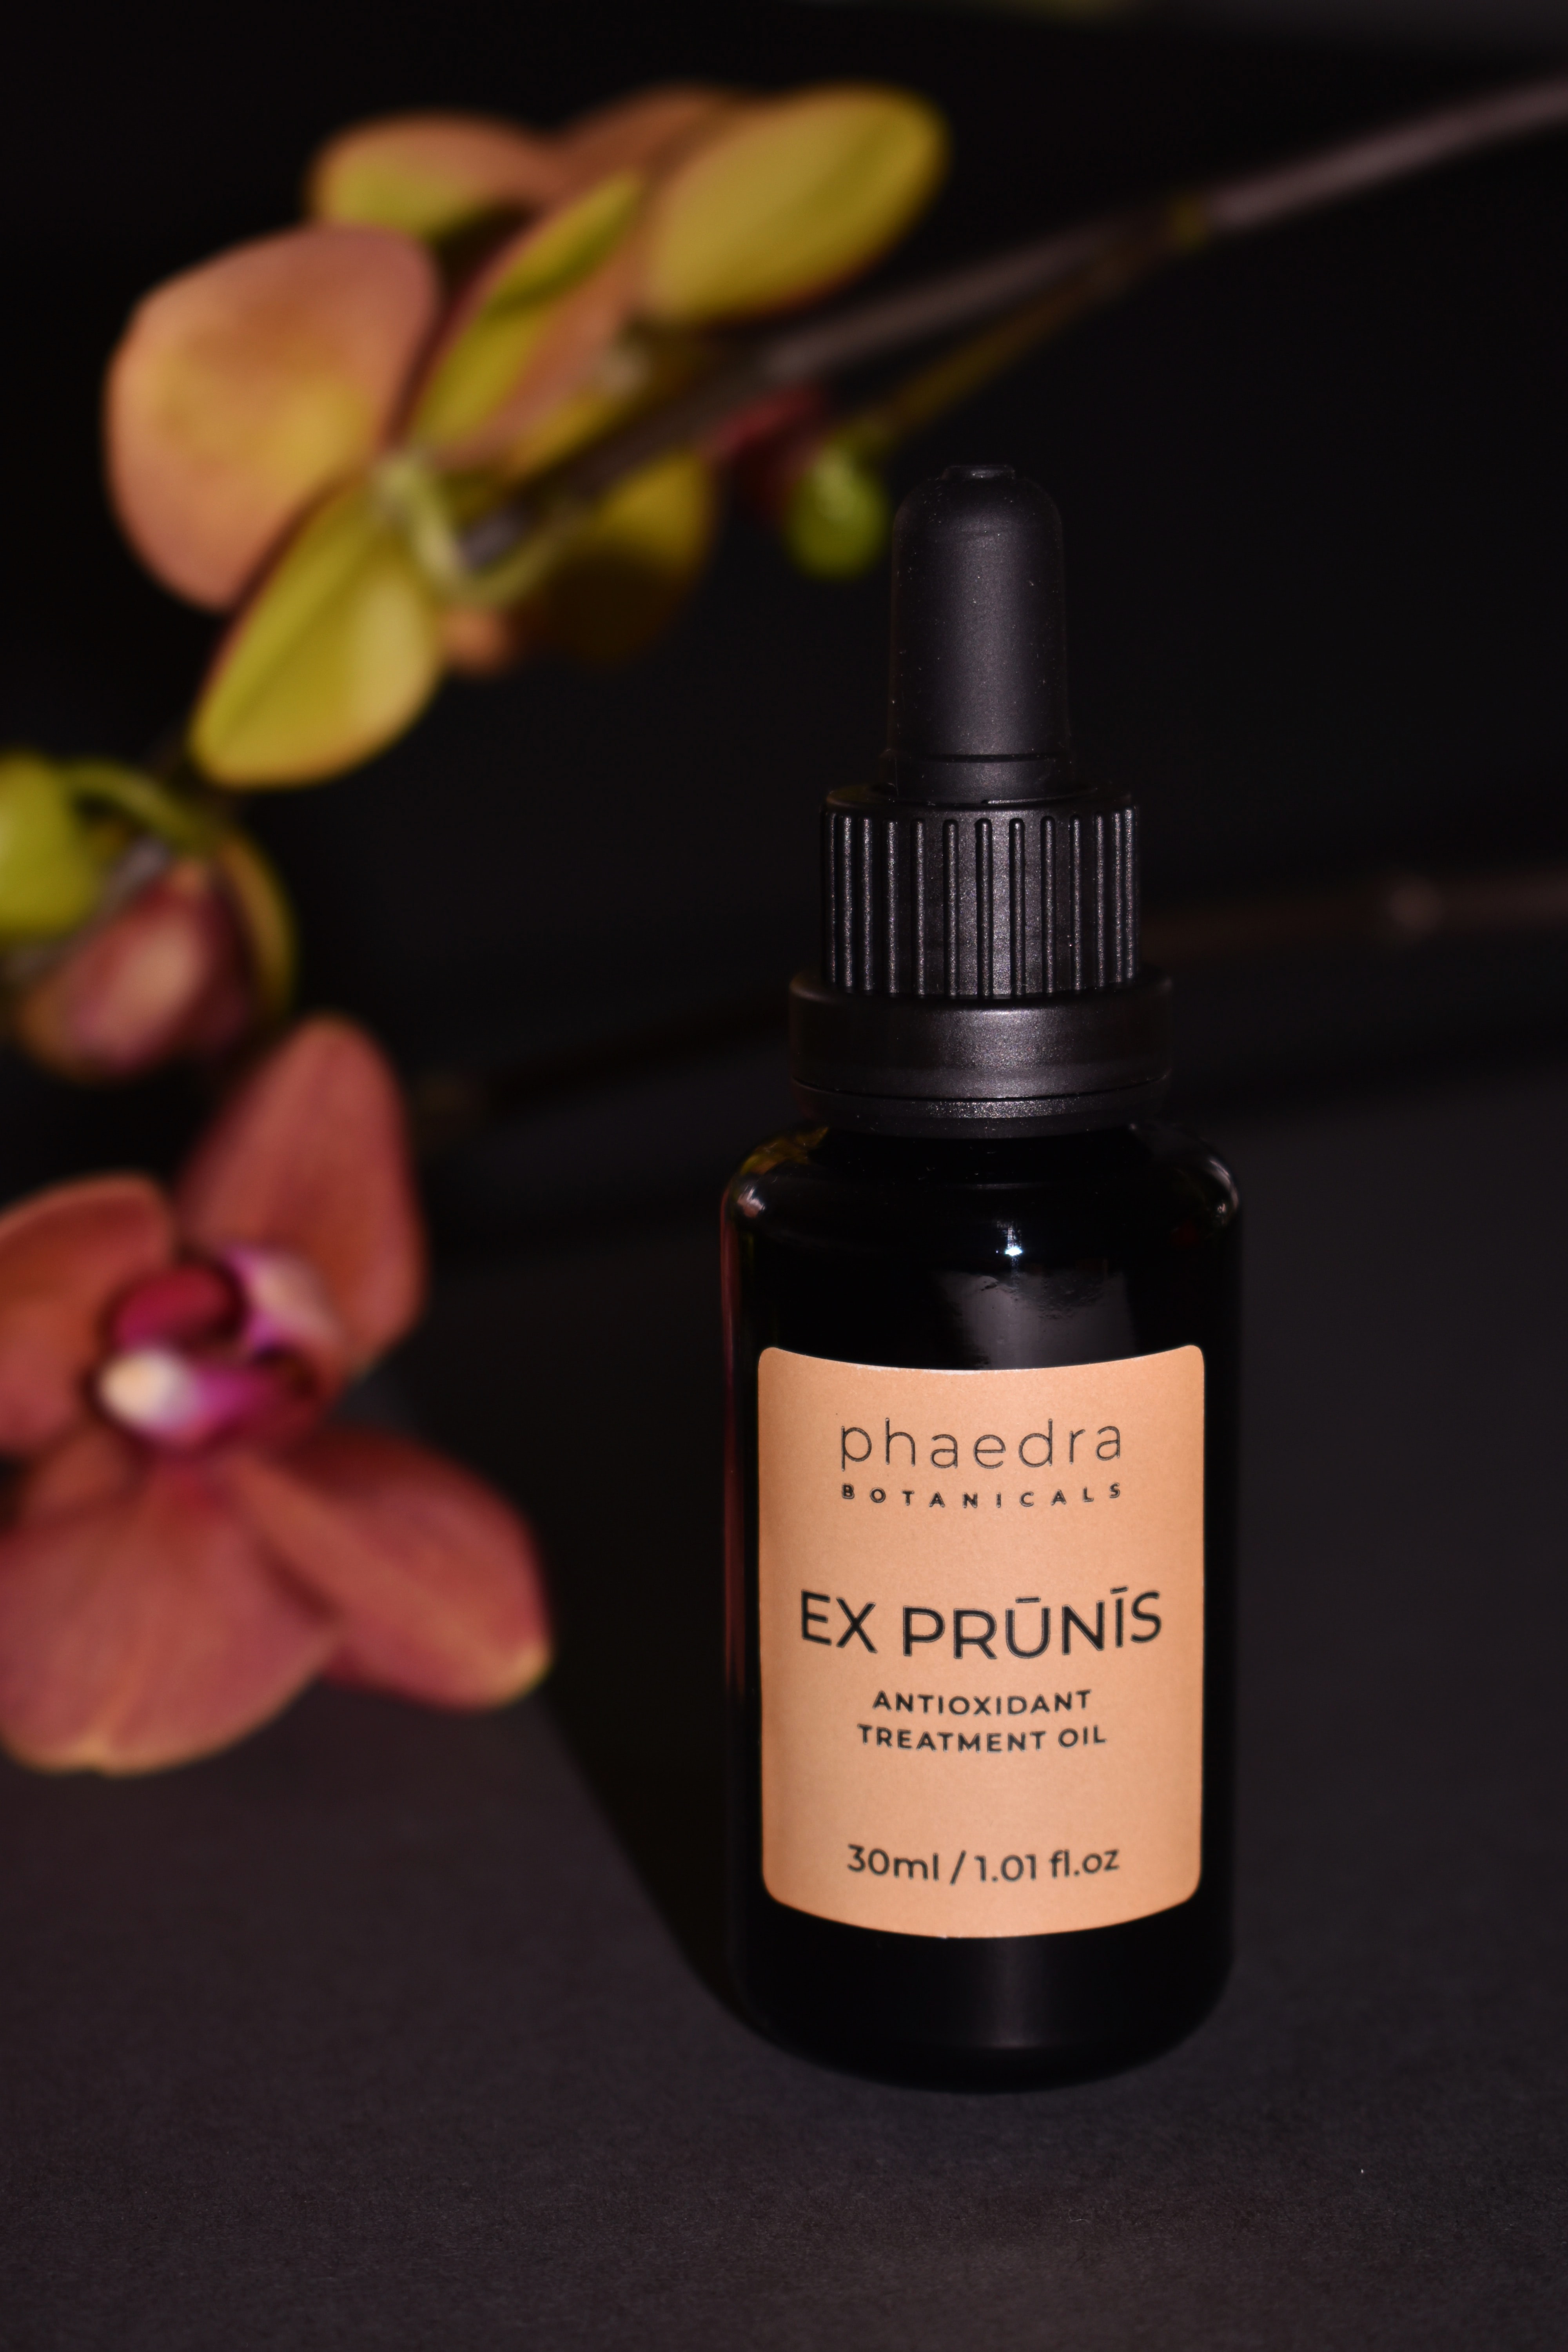 phaedra
BOTANICALS
EX PRŪNĪS
ANTIOXIDANT
TREATMENT OIL
30ml / 1.01 fl.oz